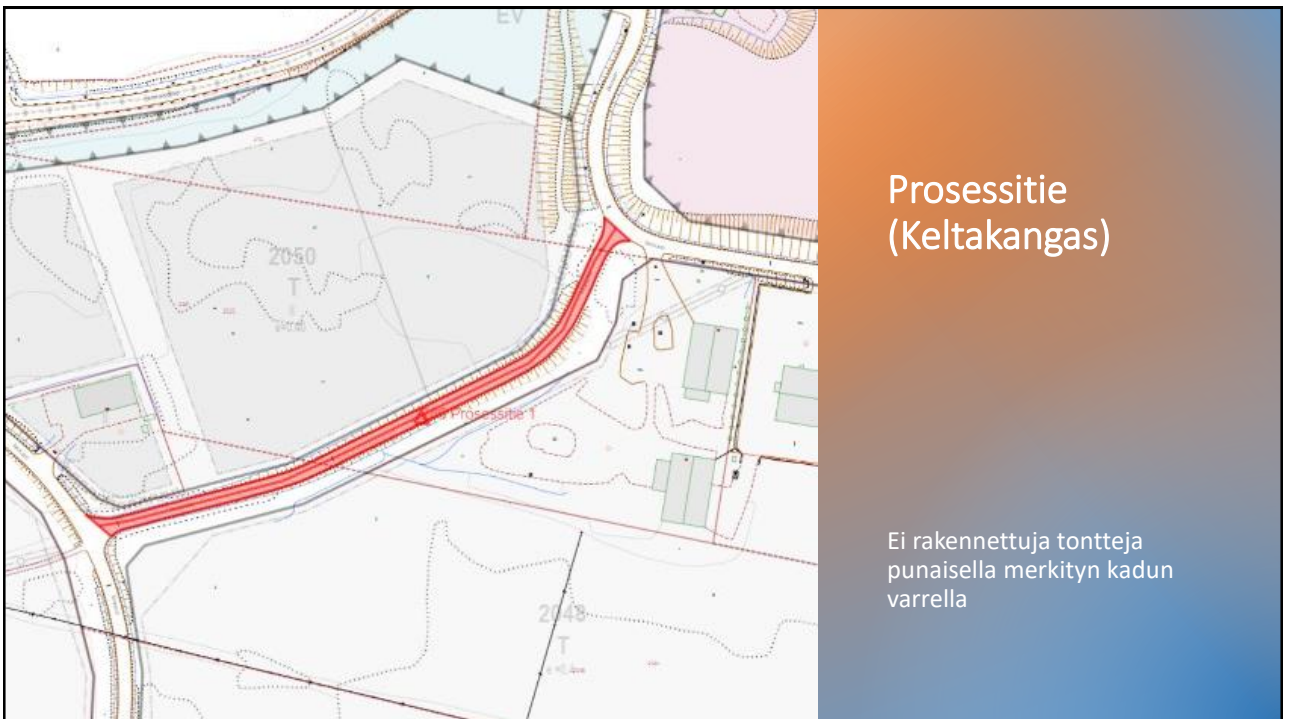 EV
2050
T
Prosessitie 1
2048
T
Prosessitie
(Keltakangas)
Ei rakennettuja tontteja
punaisella merkityn kadun
varrella